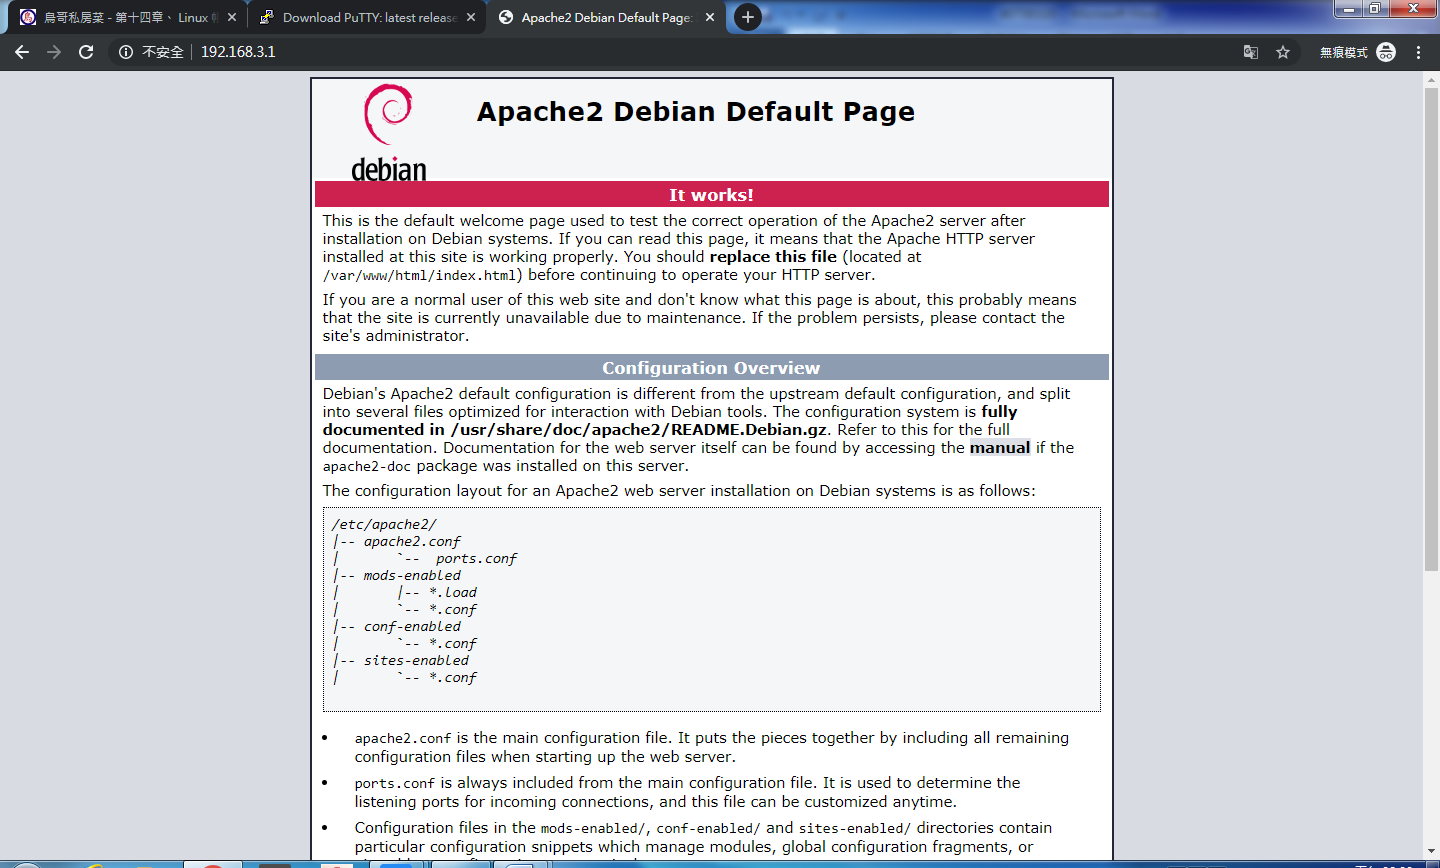 鳥哥私房菜 - 第十四章、Linux
Download PuTTY: latest release
Apache2 Debian Default Page:
不安全
192.168.3.1
無痕模式
debian
Apache2 Debian Default Page
It works!
This is the default welcome page used to test the correct operation of the Apache2 server after
installation on Debian systems. If you can read this page, it means that the Apache HTTP server
installed at this site is working properly. You should replace this file (located at
/var/www/html/index.html) before continuing to operate your HTTP server.
If you are a normal user of this web site and don't know what this page is about, this probably means
that the site is currently unavailable due to maintenance. If the problem persists, please contact the
site's administrator.
Configuration Overview
Debian's Apache2 default configuration is different from the upstream default configuration, and split
into several files optimized for interaction with Debian tools. The configuration system is fully
documented in /usr/share/doc/apache2/README.Debian.gz. Refer to this for the full
documentation. Documentation for the web server itself can be found by accessing the manual if the
apache2-doc package was installed on this server.
The configuration layout for an Apache2 web server installation on Debian systems is as follows:
/etc/apache2/
|-- apache2.conf
|       `--  ports.conf
|-- mods-enabled
|       |-- *.load
|       `-- *.conf
|-- conf-enabled
|       `-- *.conf
|-- sites-enabled
|       `-- *.conf
• apache2.conf is the main configuration file. It puts the pieces together by including all remaining
configuration files when starting up the web server.
• ports.conf is always included from the main configuration file. It is used to determine the
listening ports for incoming connections, and this file can be customized anytime.
• Configuration files in the mods-enabled/, conf-enabled/ and sites-enabled/ directories contain
particular configuration snippets which manage modules, global configuration fragments, or